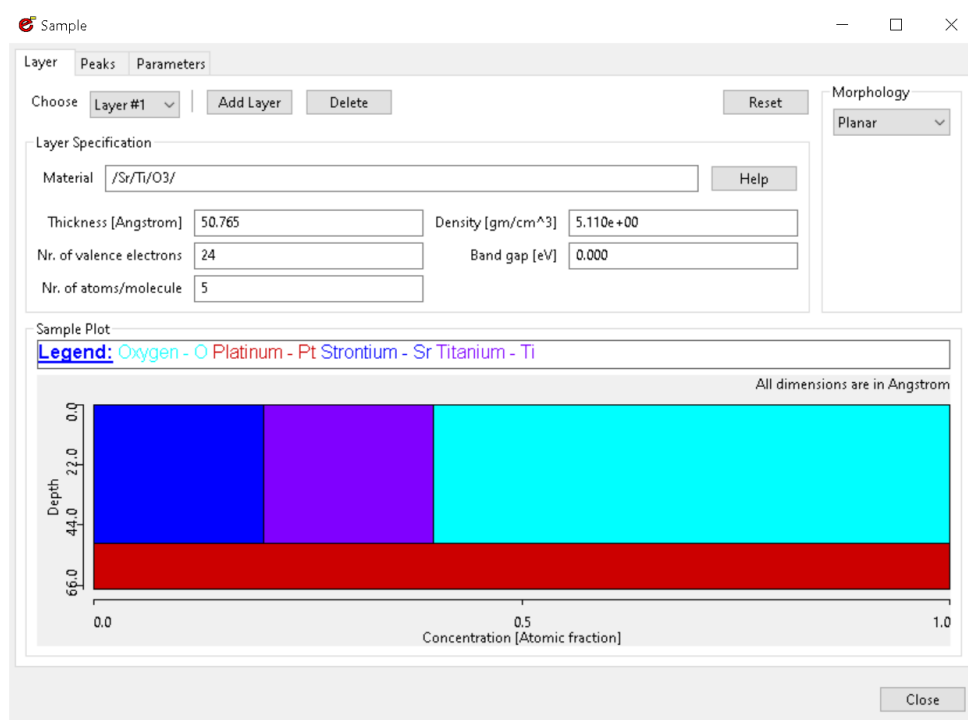 Sample
Layer Peaks Parameters
Choose Layer #1 Add Layer Delete Reset
Morphology
Planar
Layer Specification
Material /Sr/Ti/O3/ Help
Thickness [Angstrom] 50.765 Density [gm/cm^3] 5.110e+00
Nr. of valence electrons 24 Band gap [eV] 0.000
Nr. of atoms/molecule 5
Sample Plot
Legend: Oxygen - O Platinum - Pt Strontium - Sr Titanium - Ti
All dimensions are in Angstrom
Depth
0.0
22.0
44.0
66.0
0.0 0.5 1.0
Concentration [Atomic fraction]
Close